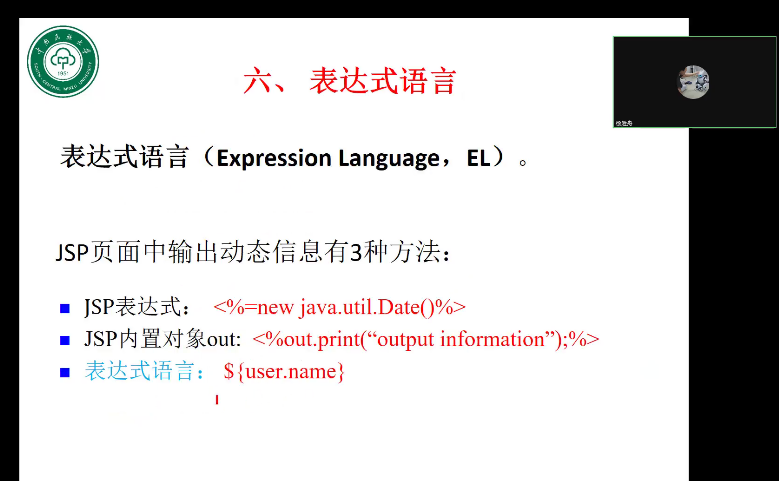 六、 表达式语言
表达式语言（Expression Language，EL）。
JSP页面中输出动态信息有3种方法：
JSP表达式： <%=new java.util.Date()%>
JSP内置对象out: <%out.print(“output information”);%>
表达式语言： ${user.name}
1951